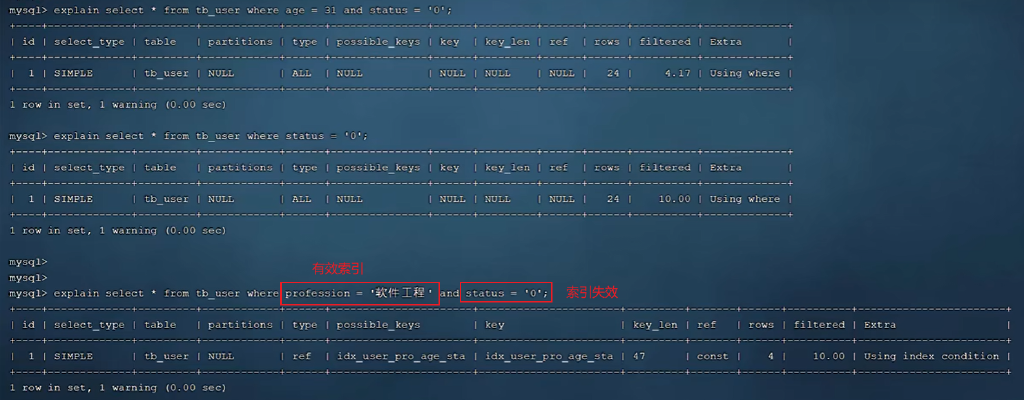 mysql> explain select * from tb_user where age = 31 and status = '0';
+----+-------------+---------+------------+------+---------------+------+---------+------+------+----------+-------------+
| id | select_type | table   | partitions | type | possible_keys | key  | key_len | ref  | rows | filtered | Extra       |
+----+-------------+---------+------------+------+---------------+------+---------+------+------+----------+-------------+
|  1 | SIMPLE      | tb_user | NULL       | ALL  | NULL          | NULL | NULL    | NULL |   24 |     4.17 | Using where |
+----+-------------+---------+------------+------+---------------+------+---------+------+------+----------+-------------+
1 row in set, 1 warning (0.00 sec)
mysql> explain select * from tb_user where status = '0';
+----+-------------+---------+------------+------+---------------+------+---------+------+------+----------+-------------+
| id | select_type | table   | partitions | type | possible_keys | key  | key_len | ref  | rows | filtered | Extra       |
+----+-------------+---------+------------+------+---------------+------+---------+------+------+----------+-------------+
|  1 | SIMPLE      | tb_user | NULL       | ALL  | NULL          | NULL | NULL    | NULL |   24 |    10.00 | Using where |
+----+-------------+---------+------------+------+---------------+------+---------+------+------+----------+-------------+
1 row in set, 1 warning (0.00 sec)
mysql>
有效索引
mysql>
mysql> explain select * from tb_user where profession = '软件工程' and status = '0'; 索引失效
+----+-------------+---------+------------+------+----------------------+----------------------+---------+-------+------+----------+-----------------------+
| id | select_type | table   | partitions | type | possible_keys        | key                  | key_len | ref   | rows | filtered | Extra                 |
+----+-------------+---------+------------+------+----------------------+----------------------+---------+-------+------+----------+-----------------------+
|  1 | SIMPLE      | tb_user | NULL       | ref  | idx_user_pro_age_sta | idx_user_pro_age_sta | 47      | const |    4 |    10.00 | Using index condition |
+----+-------------+---------+------------+------+----------------------+----------------------+---------+-------+------+----------+-----------------------+
1 row in set, 1 warning (0.00 sec)